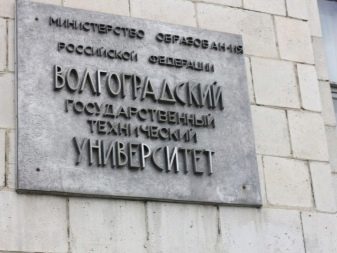 МИНИСТЕРСТВО ОБРАЗОВАНИЯ
РОССИЙСКОЙ ФЕДЕРАЦИИ
ВОЛГОГРАДСКИЙ
ГОСУДАРСТВЕННЫЙ
ТЕХНИЧЕСКИЙ
УНИВЕРСИТЕТ